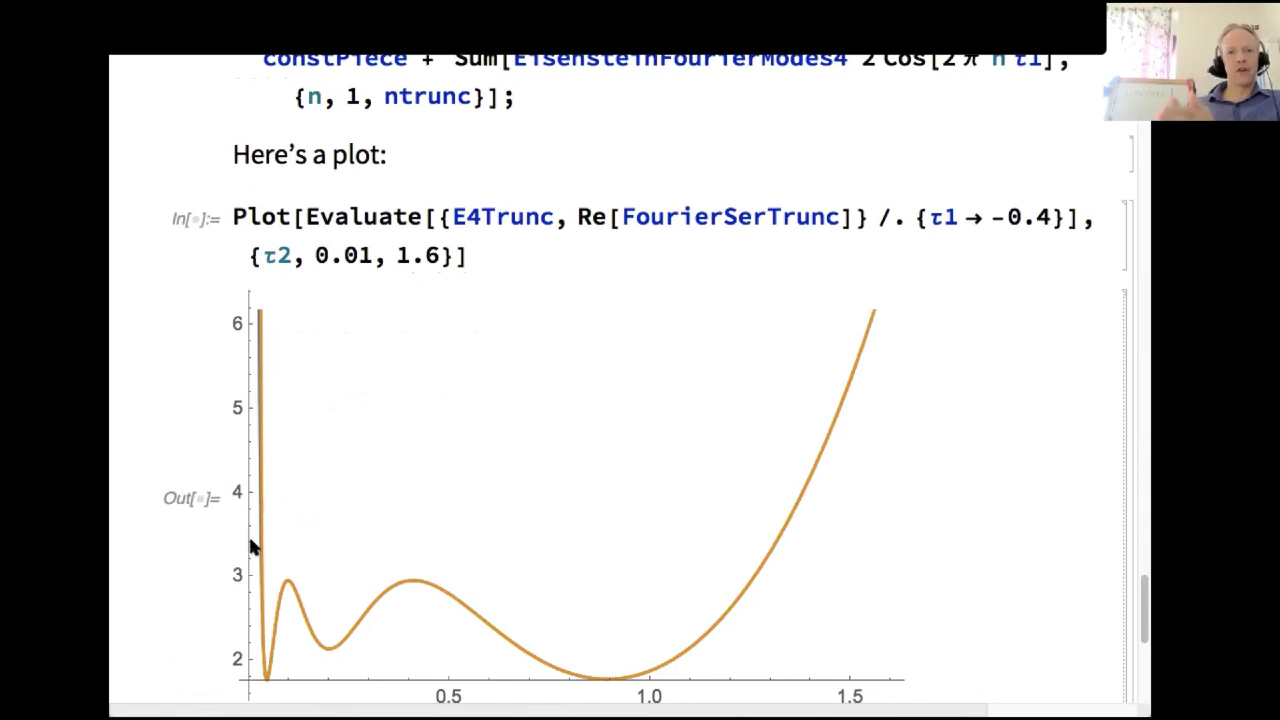 constPiece + Sum[EisensteinFourierModes4 2 Cos[2 π n τ1],
{n, 1, ntrunc}];
Here’s a plot:
In[ ]:= Plot[Evaluate[{E4Trunc, Re[FourierSerTrunc]} /. {τ1 → -0.4}],
{τ2, 0.01, 1.6}]
6
5
4
Out[ ]=
3
2
0.5 1.0 1.5